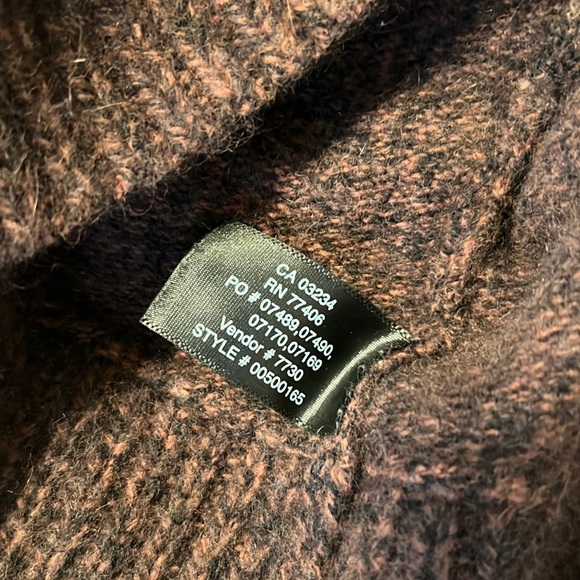 CA 03234
RN 77406
PO # 07489,07490,
07170,07169
Vendor # 7730
STYLE # 00500165